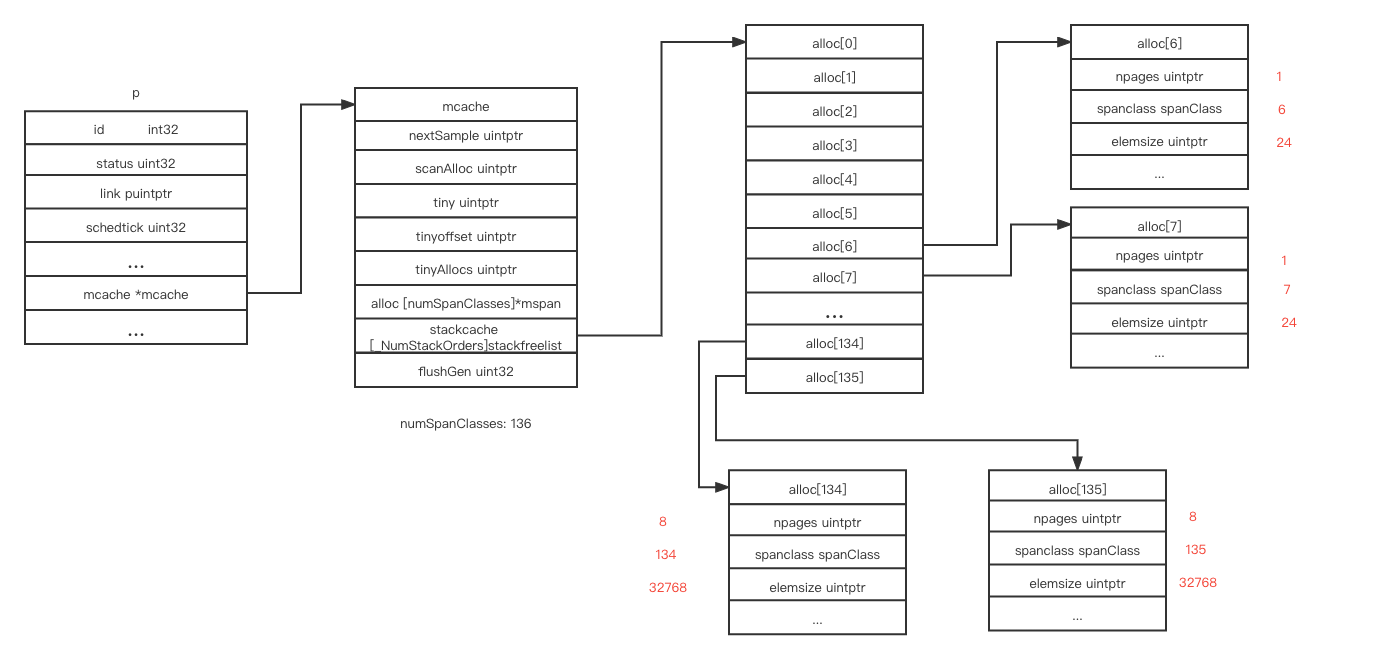 p
id int32
status uint32
link puintptr
schedtick uint32
...
mcache *mcache
...
mcache
nextSample uintptr
scanAlloc uintptr
tiny uintptr
tinyoffset uintptr
tinyAllocs uintptr
alloc [numSpanClasses]*mspan
stackcache
[_NumStackOrders]stackfreelist
flushGen uint32
numSpanClasses: 136
alloc[0]
alloc[1]
alloc[2]
alloc[3]
alloc[4]
alloc[5]
alloc[6]
alloc[7]
...
alloc[134]
alloc[135]
alloc[6]
npages uintptr 1
spanclass spanClass 6
elemsize uintptr 24
...
alloc[7]
npages uintptr 1
spanclass spanClass 7
elemsize uintptr 24
...
alloc[134]
8 npages uintptr
134 spanclass spanClass
32768 elemsize uintptr
...
alloc[135]
npages uintptr 8
spanclass spanClass 135
elemsize uintptr 32768
...